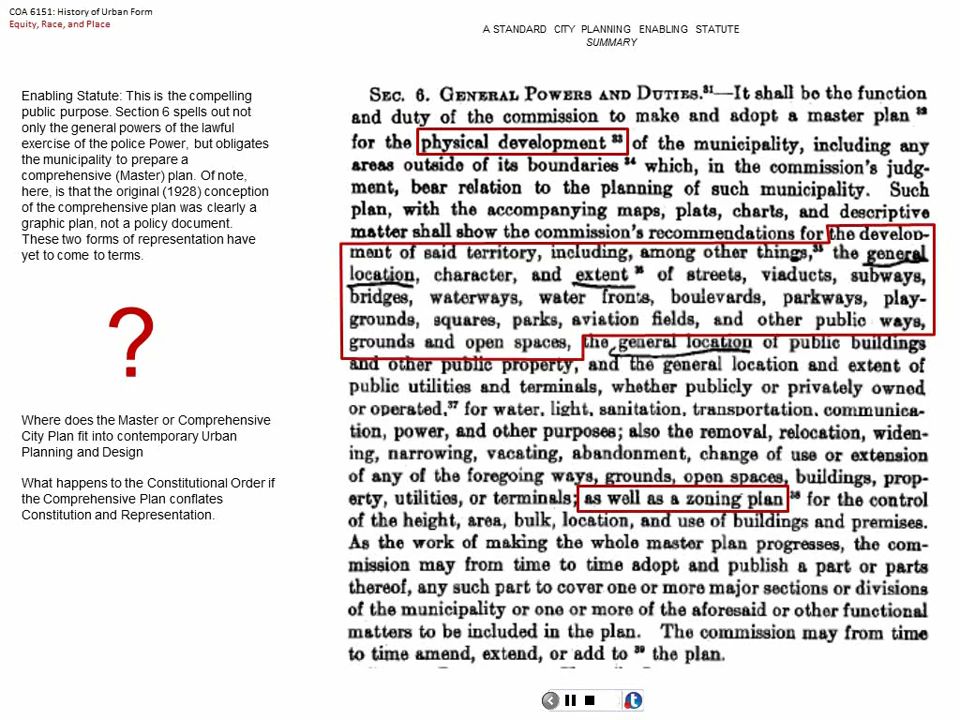 COA 6151: History of Urban Form
Equity, Race, and Place
A STANDARD CITY PLANNING ENABLING STATUTE
SUMMARY
Enabling Statute: This is the compelling
public purpose. Section 6 spells out not
only the general powers of the lawful
exercise of the police Power, but obligates
the municipality to prepare a
comprehensive (Master) plan. Of note,
here, is that the original (1928) conception
of the comprehensive plan was clearly a
graphic plan, not a policy document.
These two forms of representation have
yet to come to terms.
?
Where does the Master or Comprehensive
City Plan fit into contemporary Urban
Planning and Design
What happens to the Constitutional Order if
the Comprehensive Plan conflates
Constitution and Representation.
SEC. 6. GENERAL POWERS AND DUTIES.31—It shall be the function
and duty of the commission to make and adopt a master plan 32
for the physical development 33 of the municipality, including any
areas outside of its boundaries 34 which, in the commission's judg-
ment, bear relation to the planning of such municipality. Such
plan, with the accompanying maps, plats, charts, and descriptive
matter shall show the commission's recommendations for the develop-
ment of said territory, including, among other things,35 the general
location, character, and extent 36 of streets, viaducts, subways,
bridges, waterways, water fronts, boulevards, parkways, play-
grounds, squares, parks, aviation fields, and other public ways,
grounds and open spaces, the general location of public buildings
and other public property, and the general location and extent of
public utilities and terminals, whether publicly or privately owned
or operated,37 for water, light, sanitation, transportation, communica-
tion, power, and other purposes; also the removal, relocation, widen-
ing, narrowing, vacating, abandonment, change of use or extension
of any of the foregoing ways, grounds, open spaces, buildings, prop-
erty, utilities, or terminals; as well as a zoning plan 38 for the control
of the height, area, bulk, location, and use of buildings and premises.
As the work of making the whole master plan progresses, the com-
mission may from time to time adopt and publish a part or parts
thereof, any such part to cover one or more major sections or divisions
of the municipality or one or more of the aforesaid or other functional
matters to be included in the plan. The commission may from time
to time amend, extend, or add to 39 the plan.
t